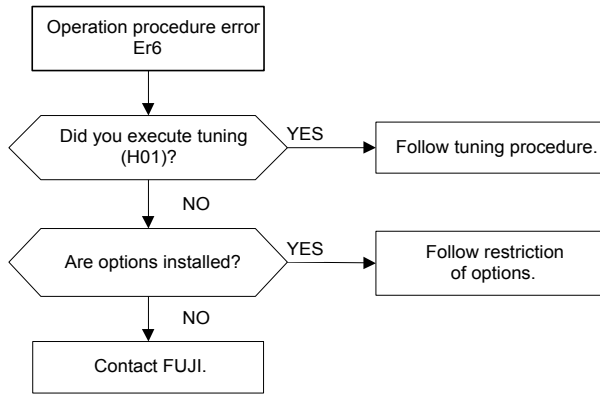 Operation procedure error
Er6
Did you execute tuning
(H01)?
YES
Follow tuning procedure.
NO
Are options installed?
YES
Follow restriction
of options.
NO
Contact FUJI.